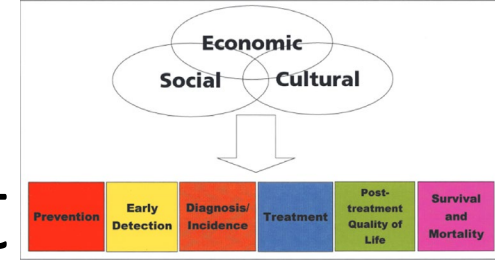 Economic
Social Cultural
Prevention
Early
Detection
Diagnosis/
Incidence
Treatment
Post-
treatment
Quality of
Life
Survival
and
Mortality